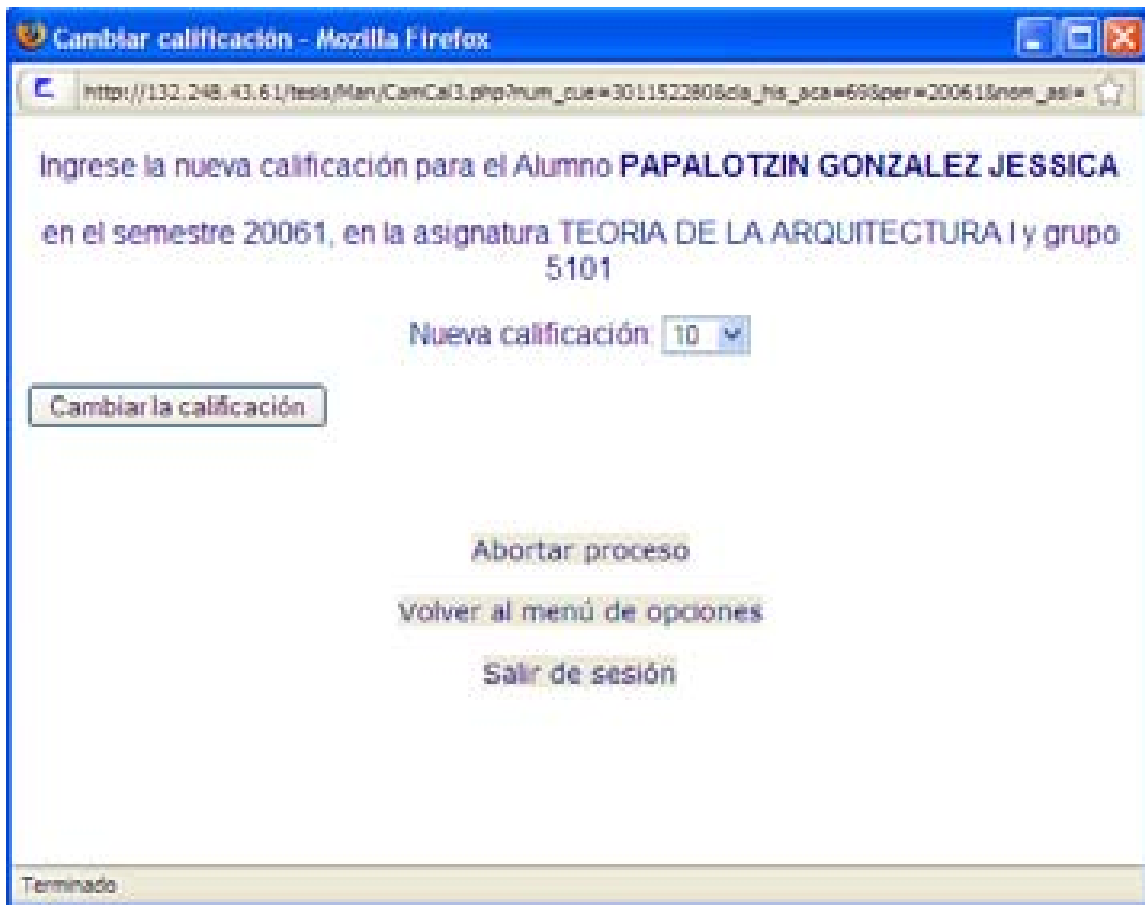 Cambiar calificación - Mozilla Firefox
http://132.248.43.61/tesis/Man/CamCal3.php?num_cue=301152280&cla_his_aca=69&per=20061&nom_asi=
Ingrese la nueva calificación para el Alumno PAPALOTZIN GONZALEZ JESSICA
en el semestre 20061, en la asignatura TEORIA DE LA ARQUITECTURA I y grupo
5101
Nueva calificación: 10
Cambiar la calificación
Abortar proceso
Volver al menú de opciones
Salir de sesión
Terminado